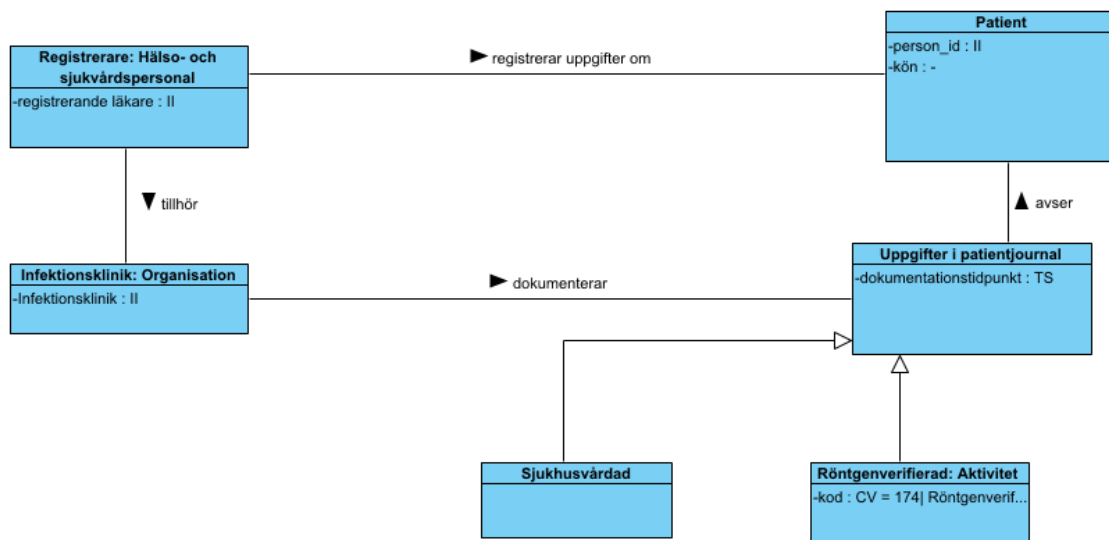 Patient
-person_id : II
-kön : -
Registrerare: Hälso- och
sjukvårdspersonal
-registrerande läkare : II
registrerar uppgifter om
tillhör
avser
Infektionsklinik: Organisation
-Infektionsklinik : II
dokumenterar
Uppgifter i patientjournal
-dokumentationstidpunkt : TS
Sjukhusvårdad
Röntgenverifierad: Aktivitet
-kod : CV = 174| Röntgenverif...